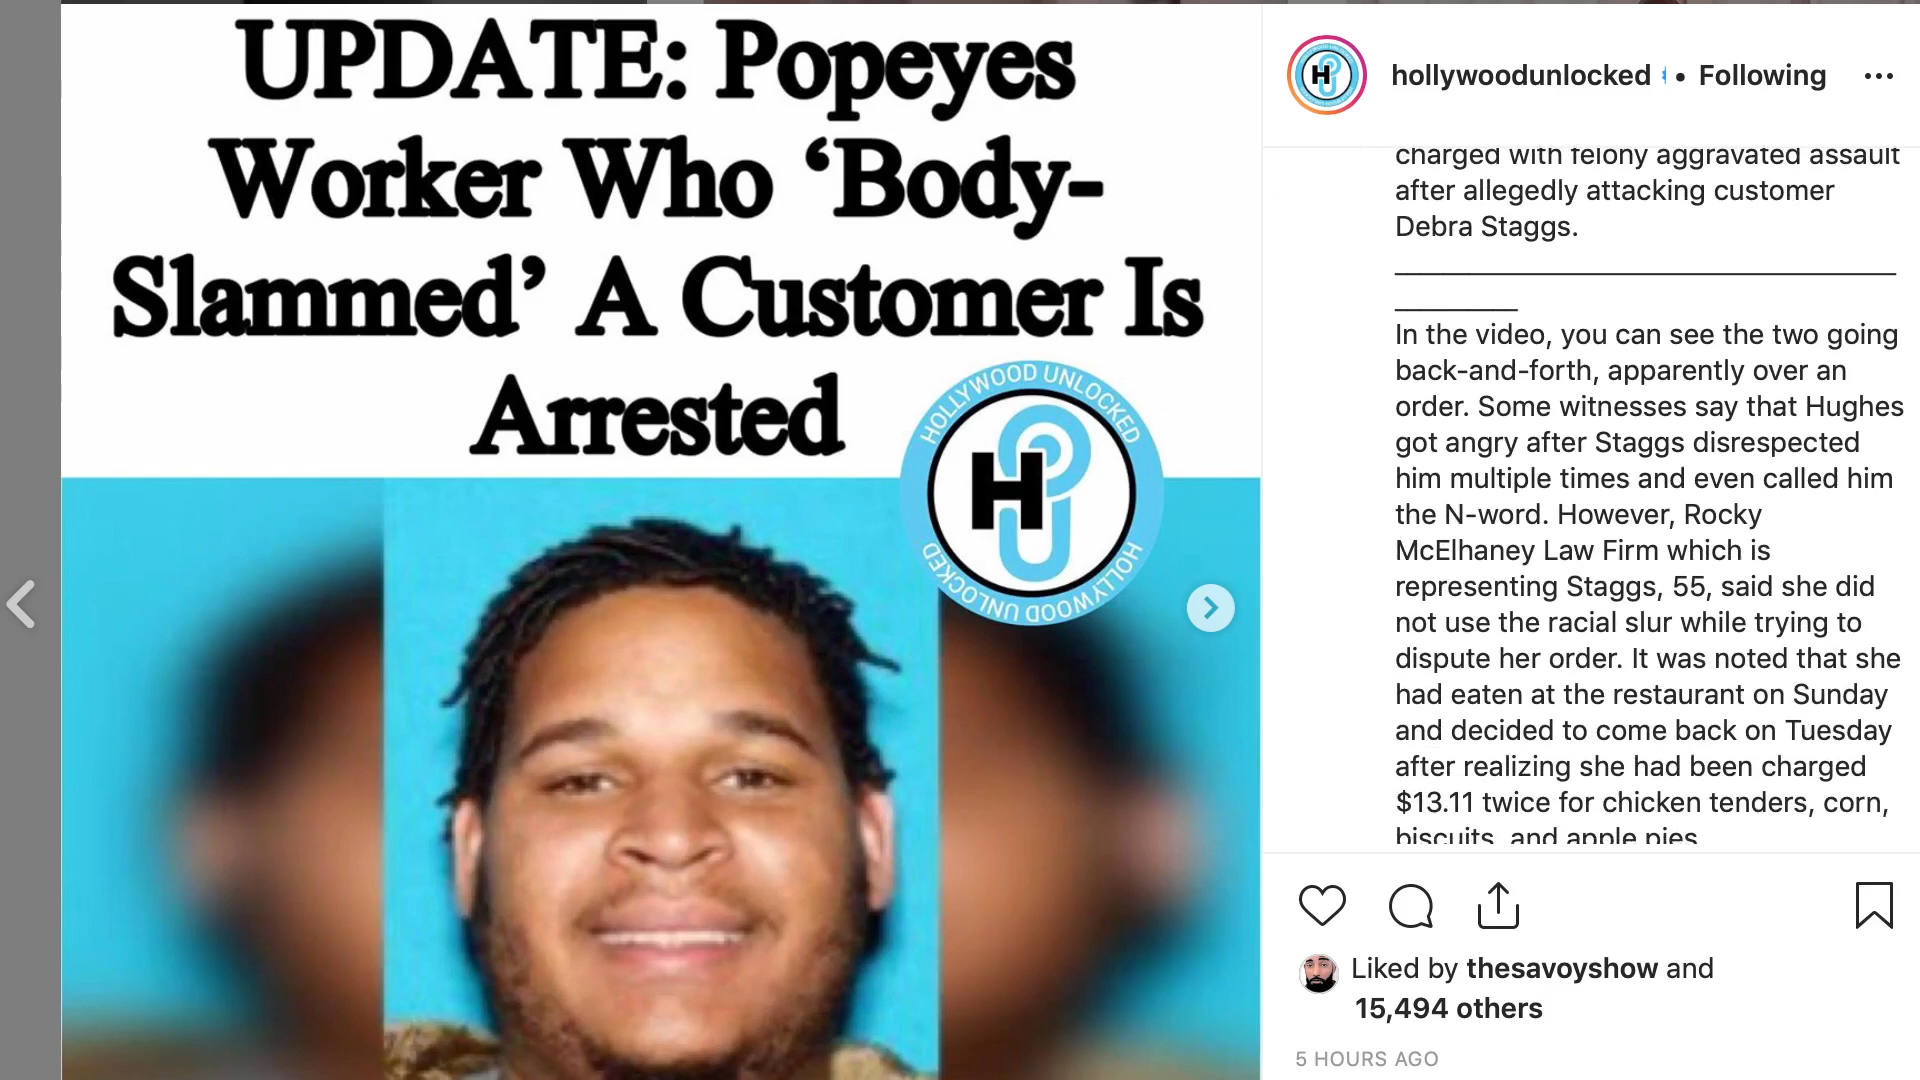 UPDATE: Popeyes
Worker Who ‘Body-
Slammed’ A Customer Is
Arrested
HOLLYWOOD UNLOCKED
H
HOLLYWOOD UNLOCKED
hollywoodunlocked • Following
charged with felony aggravated assault
after allegedly attacking customer
Debra Staggs.
In the video, you can see the two going
back-and-forth, apparently over an
order. Some witnesses say that Hughes
got angry after Staggs disrespected
him multiple times and even called him
the N-word. However, Rocky
McElhaney Law Firm which is
representing Staggs, 55, said she did
not use the racial slur while trying to
dispute her order. It was noted that she
had eaten at the restaurant on Sunday
and decided to come back on Tuesday
after realizing she had been charged
$13.11 twice for chicken tenders, corn,
biscuits, and apple pies
Liked by thesavoyshow and
15,494 others
5 HOURS AGO